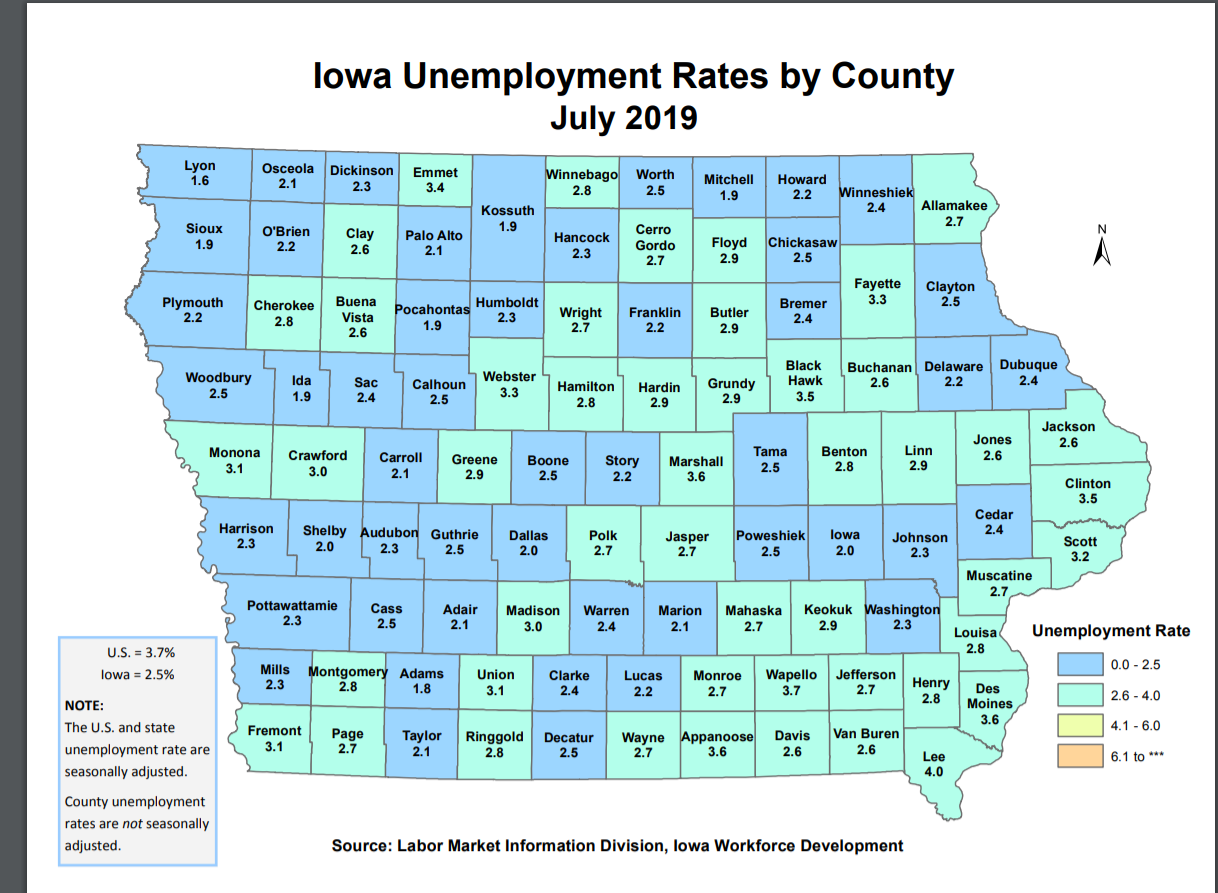 Iowa Unemployment Rates by County
July 2019
Lyon
1.6
Osceola
2.1
Dickinson
2.3
Emmet
3.4
Kossuth
1.9
Winnebago
2.8
Worth
2.5
Mitchell
1.9
Howard
2.2
Winneshiek
2.4
Allamakee
2.7
N
Sioux
1.9
O'Brien
2.2
Clay
2.6
Palo Alto
2.1
Hancock
2.3
Cerro
Gordo
2.7
Floyd
2.9
Chickasaw
2.5
Plymouth
2.2
Cherokee
2.8
Buena
Vista
2.6
Pocahontas
1.9
Humboldt
2.3
Wright
2.7
Franklin
2.2
Butler
2.9
Bremer
2.4
Fayette
3.3
Clayton
2.5
Woodbury
2.5
Ida
1.9
Sac
2.4
Calhoun
2.5
Webster
3.3
Hamilton
2.8
Hardin
2.9
Grundy
2.9
Black
Hawk
3.5
Buchanan
2.6
Delaware
2.2
Dubuque
2.4
Monona
3.1
Crawford
3.0
Carroll
2.1
Greene
2.9
Boone
2.5
Story
2.2
Marshall
3.6
Tama
2.5
Benton
2.8
Linn
2.9
Jones
2.6
Jackson
2.6
Clinton
3.5
Harrison
2.3
Shelby
2.0
Audubon
2.3
Guthrie
2.5
Dallas
2.0
Polk
2.7
Jasper
2.7
Poweshiek
2.5
Iowa
2.0
Johnson
2.3
Cedar
2.4
Scott
3.2
Muscatine
2.7
Pottawattamie
2.3
Cass
2.5
Adair
2.1
Madison
3.0
Warren
2.4
Marion
2.1
Mahaska
2.7
Keokuk
2.9
Washington
2.3
Louisa
2.8
Mills
2.3
Montgomery
2.8
Adams
1.8
Union
3.1
Clarke
2.4
Lucas
2.2
Monroe
2.7
Wapello
3.7
Jefferson
2.7
Henry
2.8
Des
Moines
3.6
Fremont
3.1
Page
2.7
Taylor
2.1
Ringgold
2.8
Decatur
2.5
Wayne
2.7
Appanoose
3.6
Davis
2.6
Van Buren
2.6
Lee
4.0
Unemployment Rate
0.0 - 2.5
2.6 - 4.0
4.1 - 6.0
6.1 to ***
U.S. = 3.7%
Iowa = 2.5%
NOTE:
The U.S. and state
unemployment rate are
seasonally adjusted.
County unemployment
rates are not seasonally
adjusted.
Source: Labor Market Information Division, Iowa Workforce Development